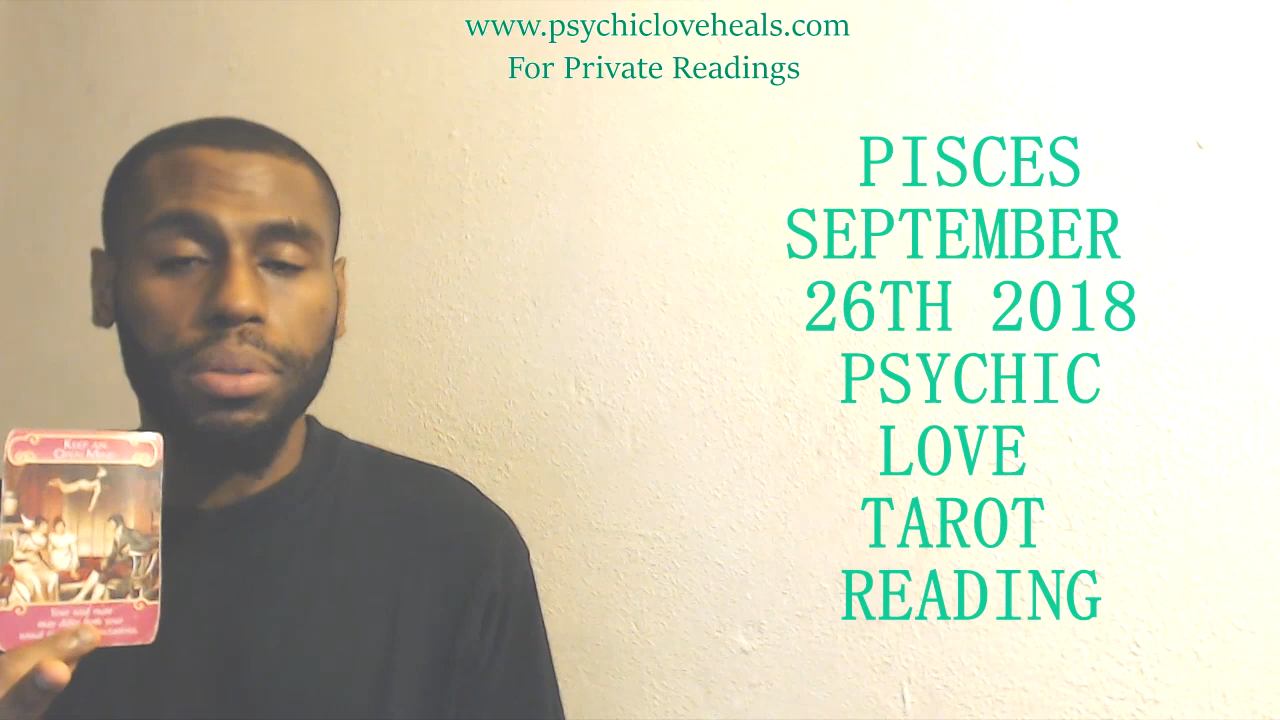 www.psychicloveheals.com
For Private Readings
PISCES
SEPTEMBER
26TH 2018
PSYCHIC
LOVE
TAROT
READING
KEEP AN
OPEN MIND
Your soul mate
may differ from your
usual